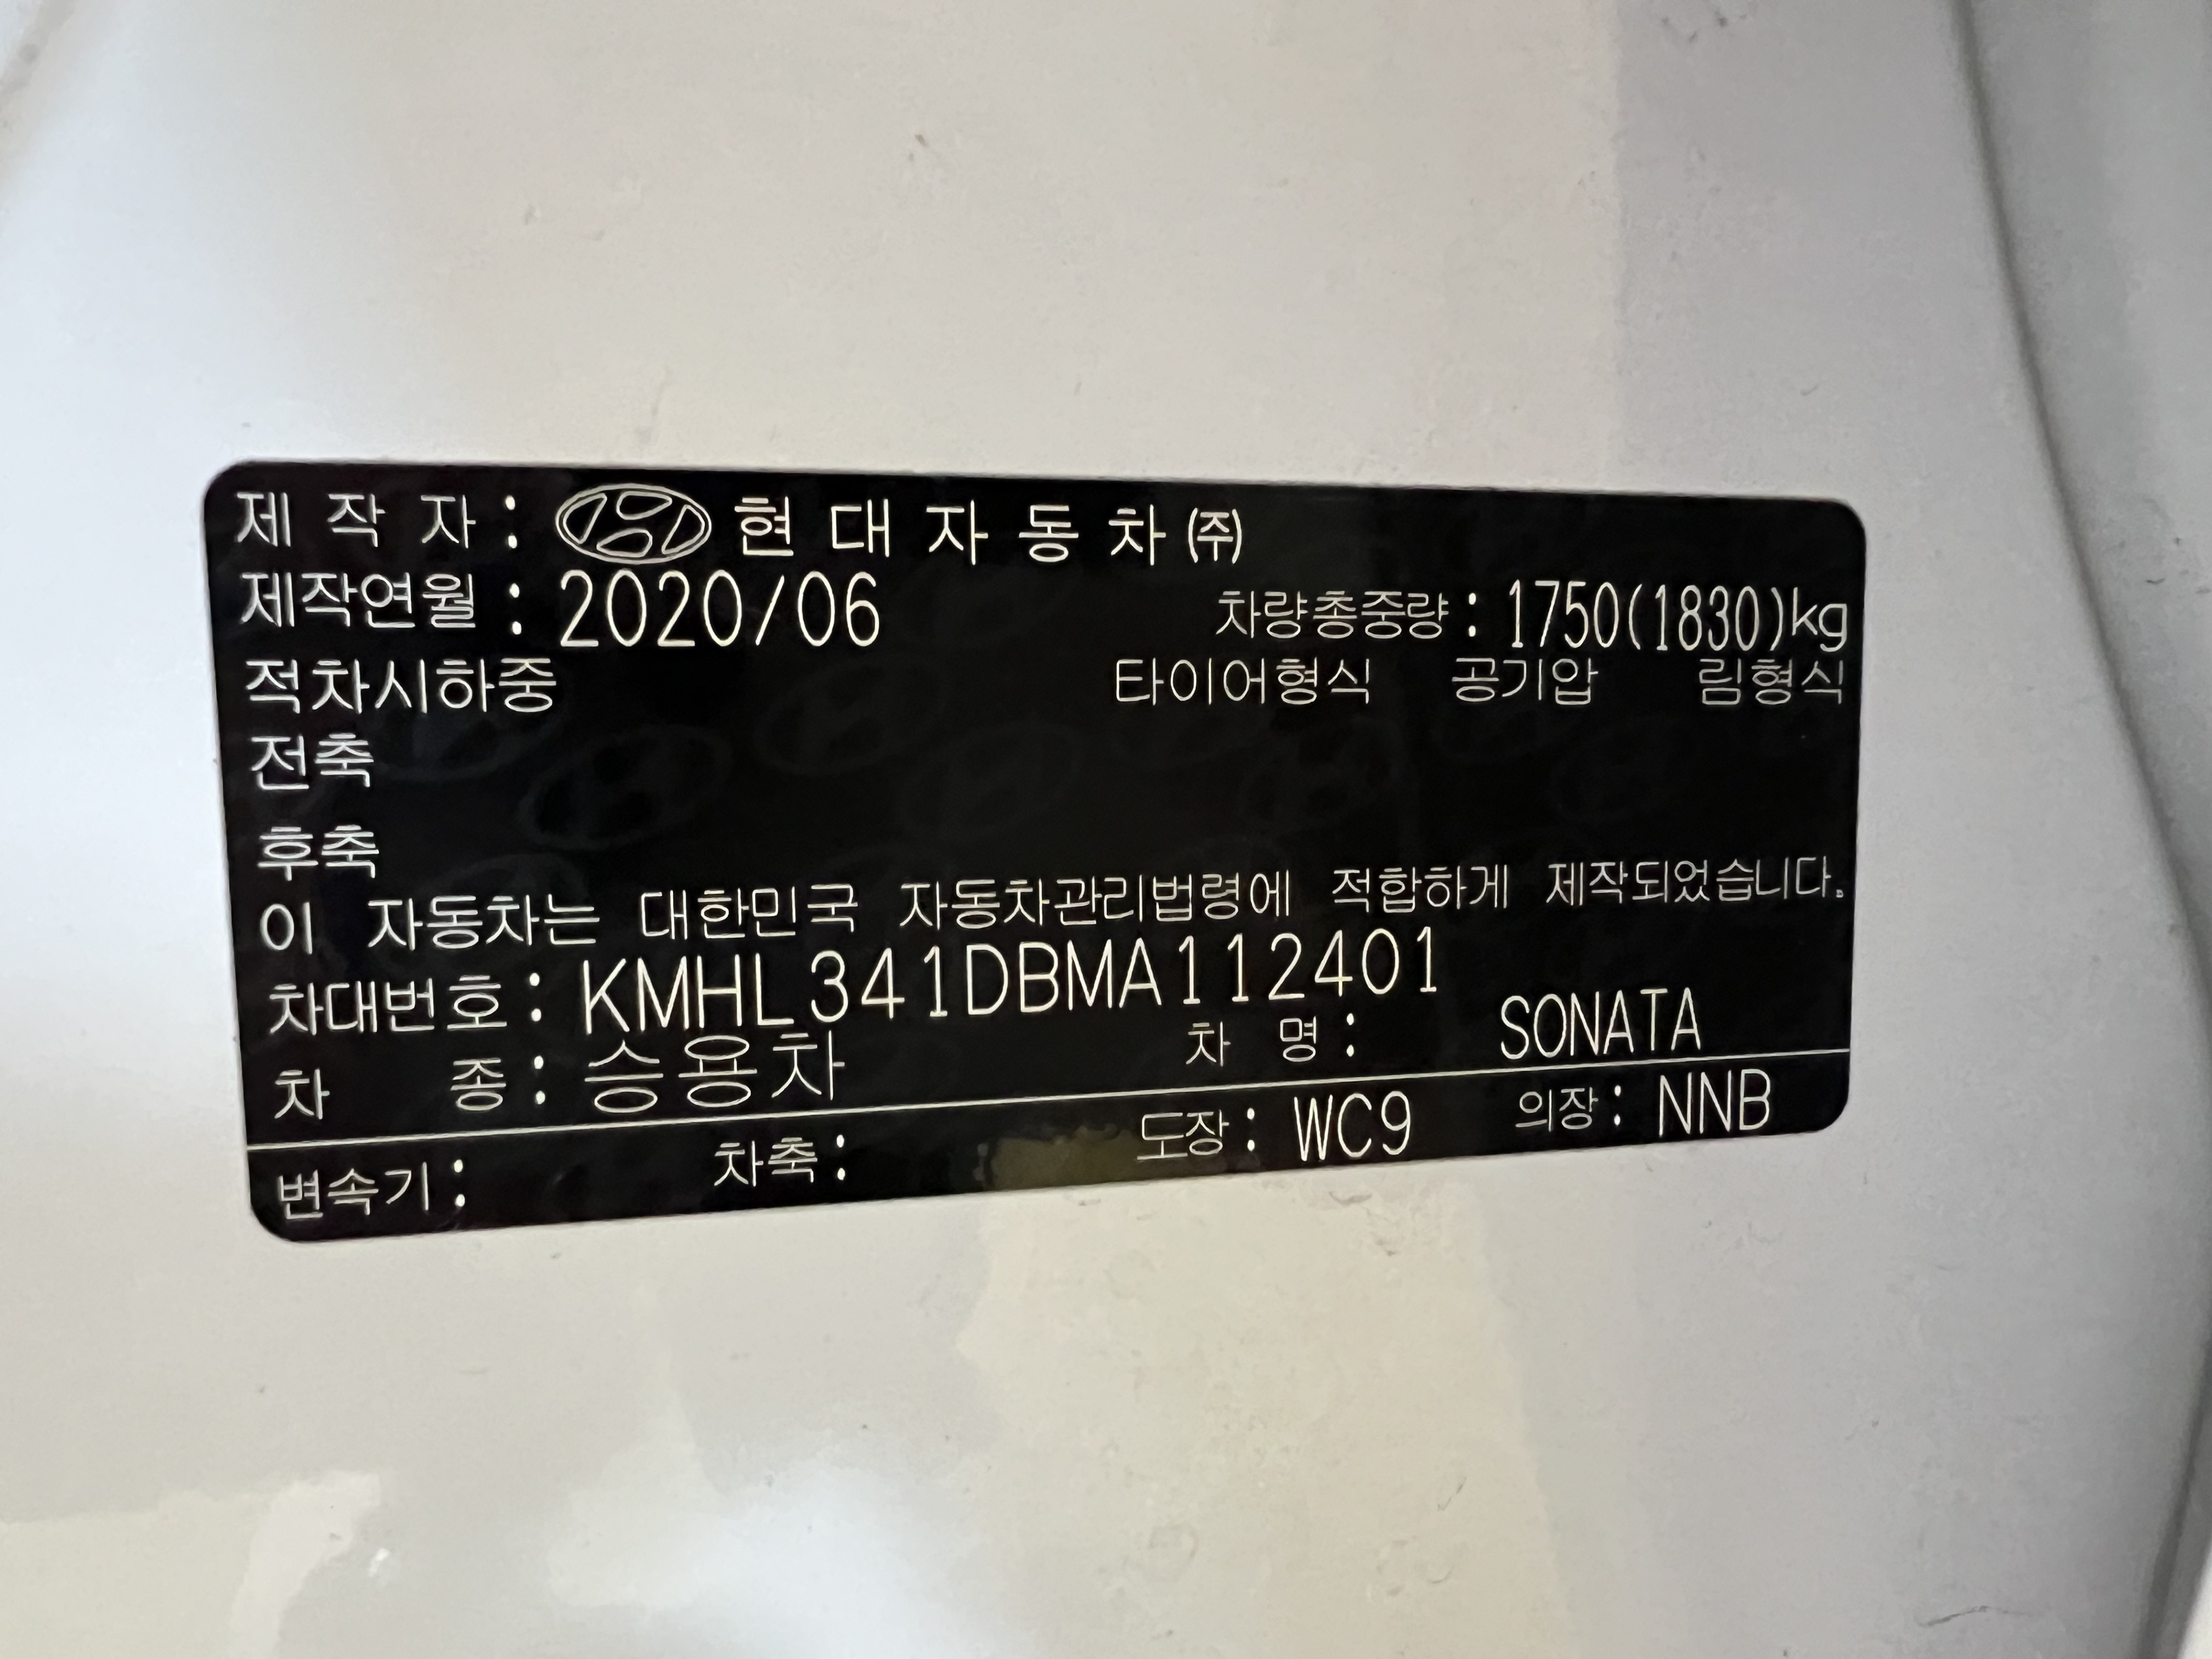 제 작 자 : 현 대 자 동 차 ㈜
제작연월 : 2020/06 차량총중량 : 1750(1830)kg
적차시하중 타이어형식 공기압 림형식
전축
후축
이 자동차는 대한민국 자동차관리법령에 적합하게 제작되었습니다.
차대번호 : KMHL341DBMA112401
차 종 : 승용차 차 명 : SONATA
변속기 : 차축 : 도장 : WC9 의장 : NNB